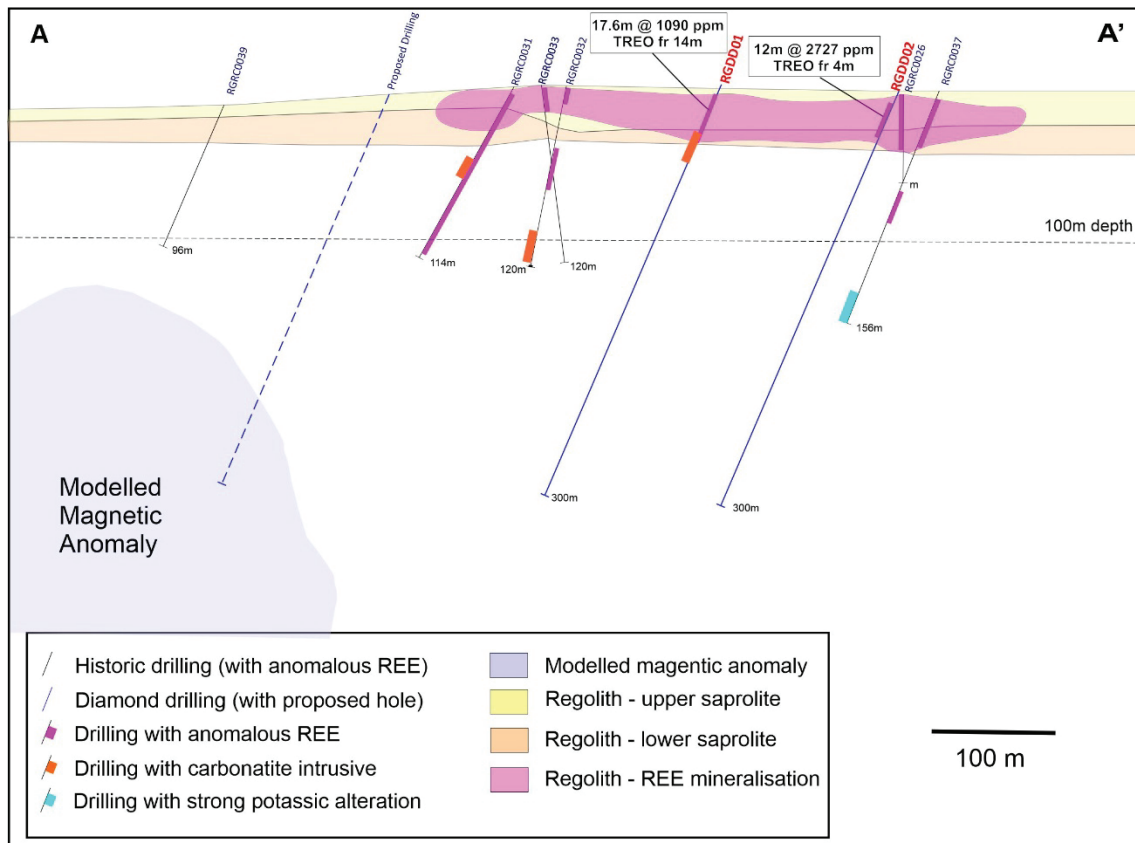 A
A'
RGRC0039
Proposed Drilling
RGRC0031
RGRC0033
RGRC0032
17.6m @ 1090 ppm
TREO fr 14m
RGDD01
12m @ 2727 ppm
TREO fr 4m
RGDD02
RGRC0026
RGRC0037
m
100m depth
96m
114m
120m
120m
156m
300m
300m
Modelled
Magnetic
Anomaly
Historic drilling (with anomalous REE)
Diamond drilling (with proposed hole)
Drilling with anomalous REE
Drilling with carbonatite intrusive
Drilling with strong potassic alteration
Modelled magentic anomaly
Regolith - upper saprolite
Regolith - lower saprolite
Regolith - REE mineralisation
100 m